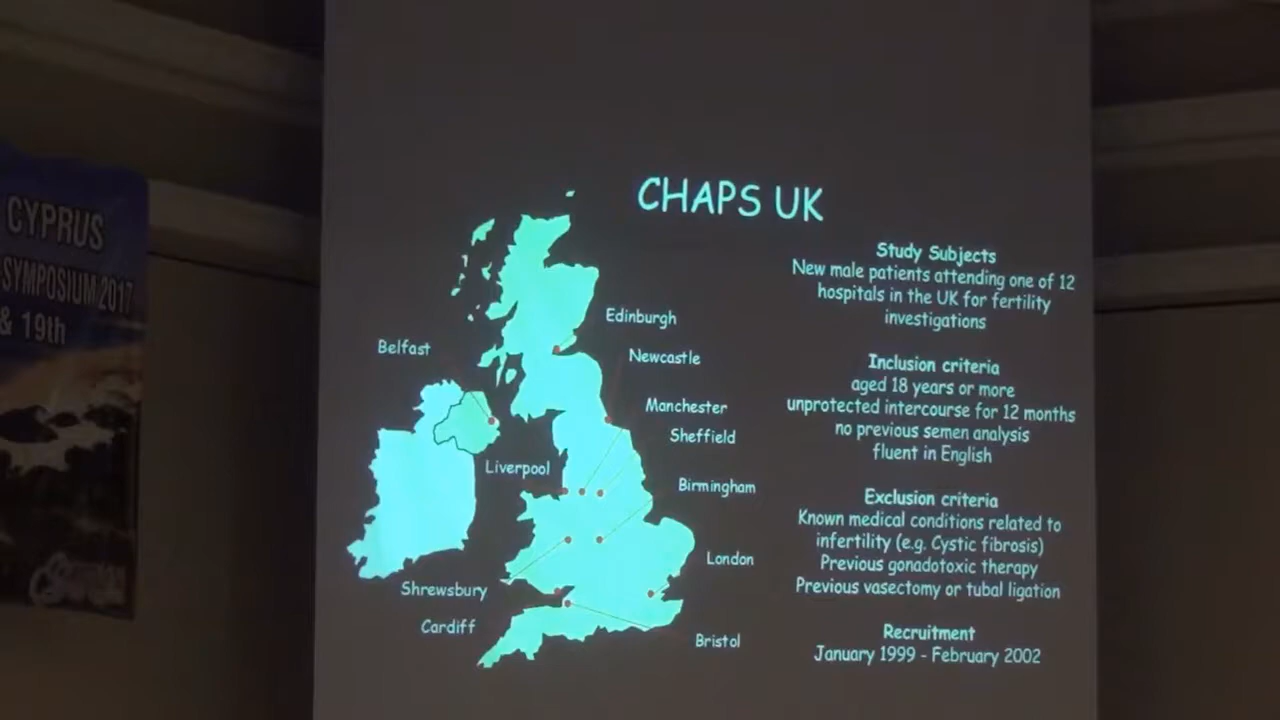 CYPRUS
SYMPOSIUM 2017
& 19th
CHAPS UK
Edinburgh
Belfast
Newcastle
Manchester
Sheffield
Liverpool
Birmingham
London
Shrewsbury
Cardiff
Bristol
Study Subjects
New male patients attending one of 12
hospitals in the UK for fertility
investigations
Inclusion criteria
aged 18 years or more
unprotected intercourse for 12 months
no previous semen analysis
fluent in English
Exclusion criteria
Known medical conditions related to
infertility (e.g. Cystic fibrosis)
Previous gonadotoxic therapy
Previous vasectomy or tubal ligation
Recruitment
January 1999 - February 2002